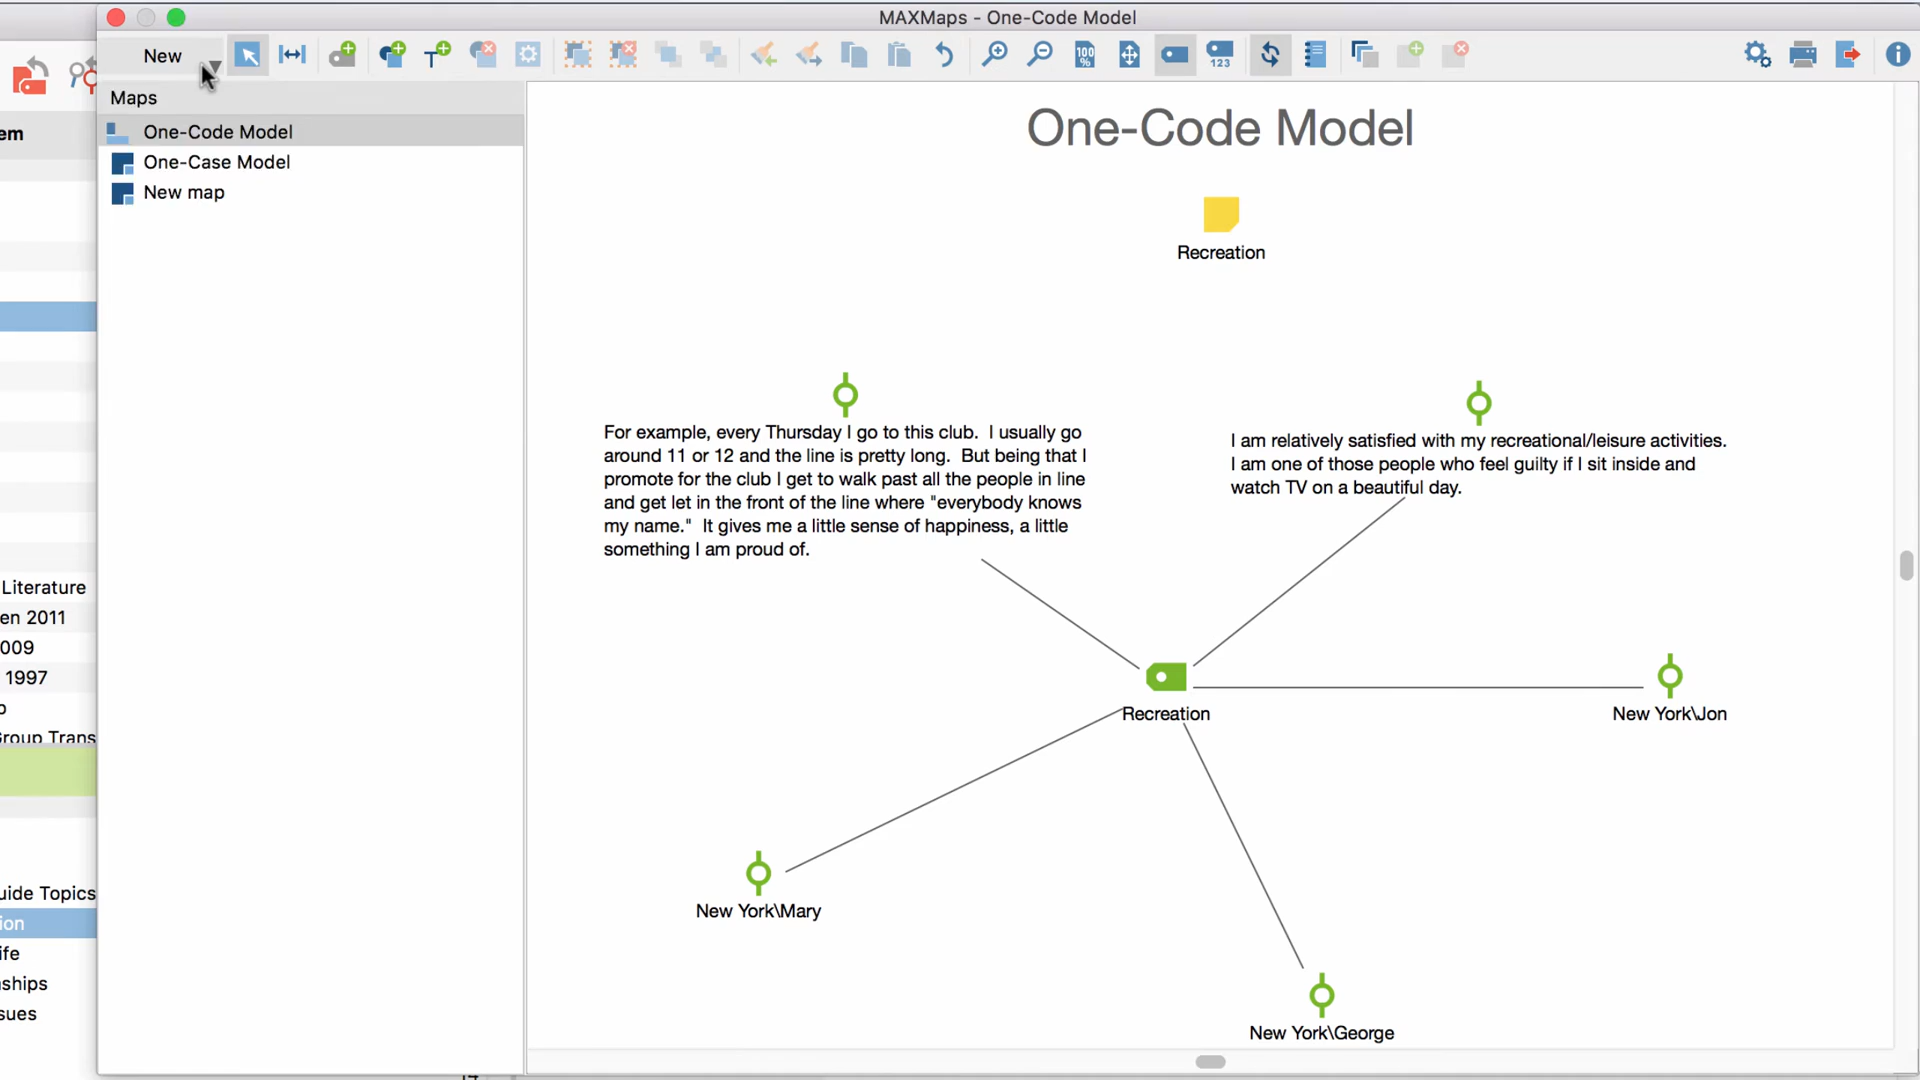 MAXMaps - One-Code Model
New
100 %
123
Maps
One-Code Model
One-Case Model
New map
em
Literature
en 2011
009
1997
roup Trans
uide Topics
ion
ife
nships
sues
One-Code Model
Recreation
For example, every Thursday I go to this club.  I usually go
around 11 or 12 and the line is pretty long.  But being that I
promote for the club I get to walk past all the people in line
and get let in the front of the line where "everybody knows
my name."  It gives me a little sense of happiness, a little
something I am proud of.
I am relatively satisfied with my recreational/leisure activities.
I am one of those people who feel guilty if I sit inside and
watch TV on a beautiful day.
Recreation
New York\Jon
New York\Mary
New York\George